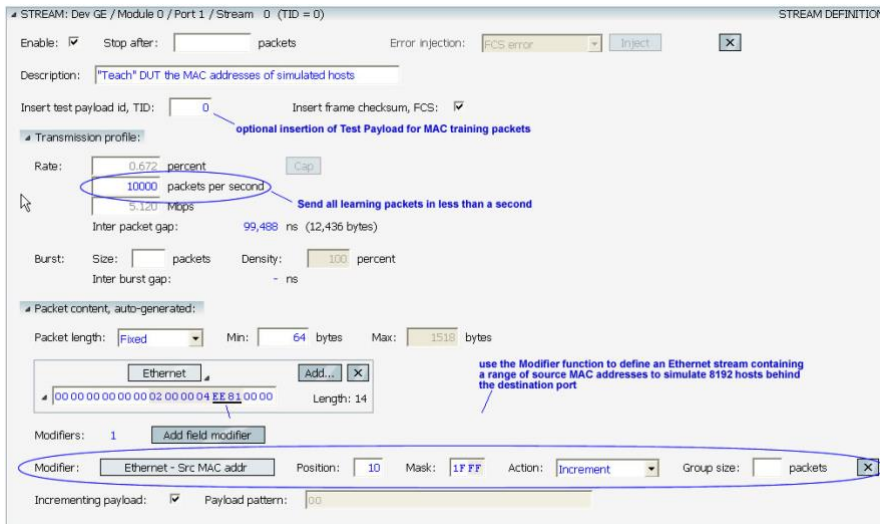 STREAM: Dev GE / Module 0 / Port 1 / Stream 0 (TID = 0) STREAM DEFINITION
Enable: Stop after: packets Error injection: FCS error Inject X
Description: "Teach" DUT the MAC addresses of simulated hosts
Insert test payload id, TID: 0 Insert frame checksum, FCS:
optional insertion of Test Payload for MAC training packets
Transmission profile:
Rate: 0.672 percent Cap
10000 packets per second
Send all learning packets in less than a second
5.120 Mbps
Inter packet gap: 99,488 ns (12,436 bytes)
Burst: Size: packets Density: 100 percent
Inter burst gap: - ns
Packet content, auto-generated:
Packet length: Fixed Min: 64 bytes Max: 1518 bytes
use the Modifier function to define an Ethernet stream containing
a range of source MAC addresses to simulate 8192 hosts behind
the destination port
Ethernet Add... X
00 00 00 00 00 00 02 00 00 04 EE 81 00 00 Length: 14
Modifiers: 1 Add field modifier
Modifier: Ethernet - Src MAC addr Position: 10 Mask: 1F FF Action: Increment Group size: packets X
Incrementing payload: Payload pattern: 00